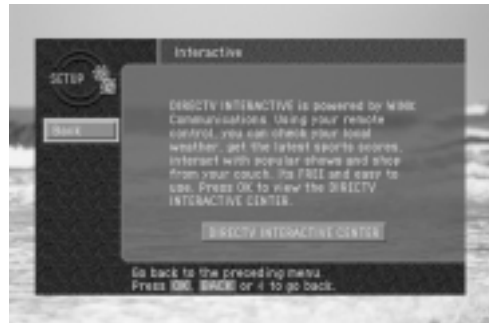 Interactive
SETUP
Back
DIRECTV INTERACTIVE is powered by WINK
Communications. Using your remote
control, you can check your local
weather, get the latest sports scores,
interact with popular shows and shop
from your couch. Its FREE and easy to
use. Press OK to view the DIRECTV
INTERACTIVE CENTER.
DIRECTV INTERACTIVE CENTER
Go back to the preceding menu.
Press OK, BACK or ◄ to go back.